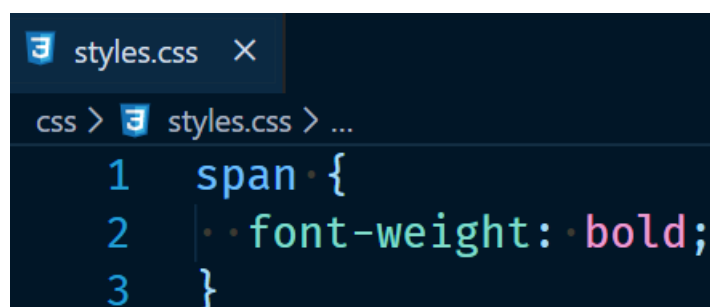 styles.css ×
css > styles.css > ...
1 span {
2 font-weight: bold;
3 }